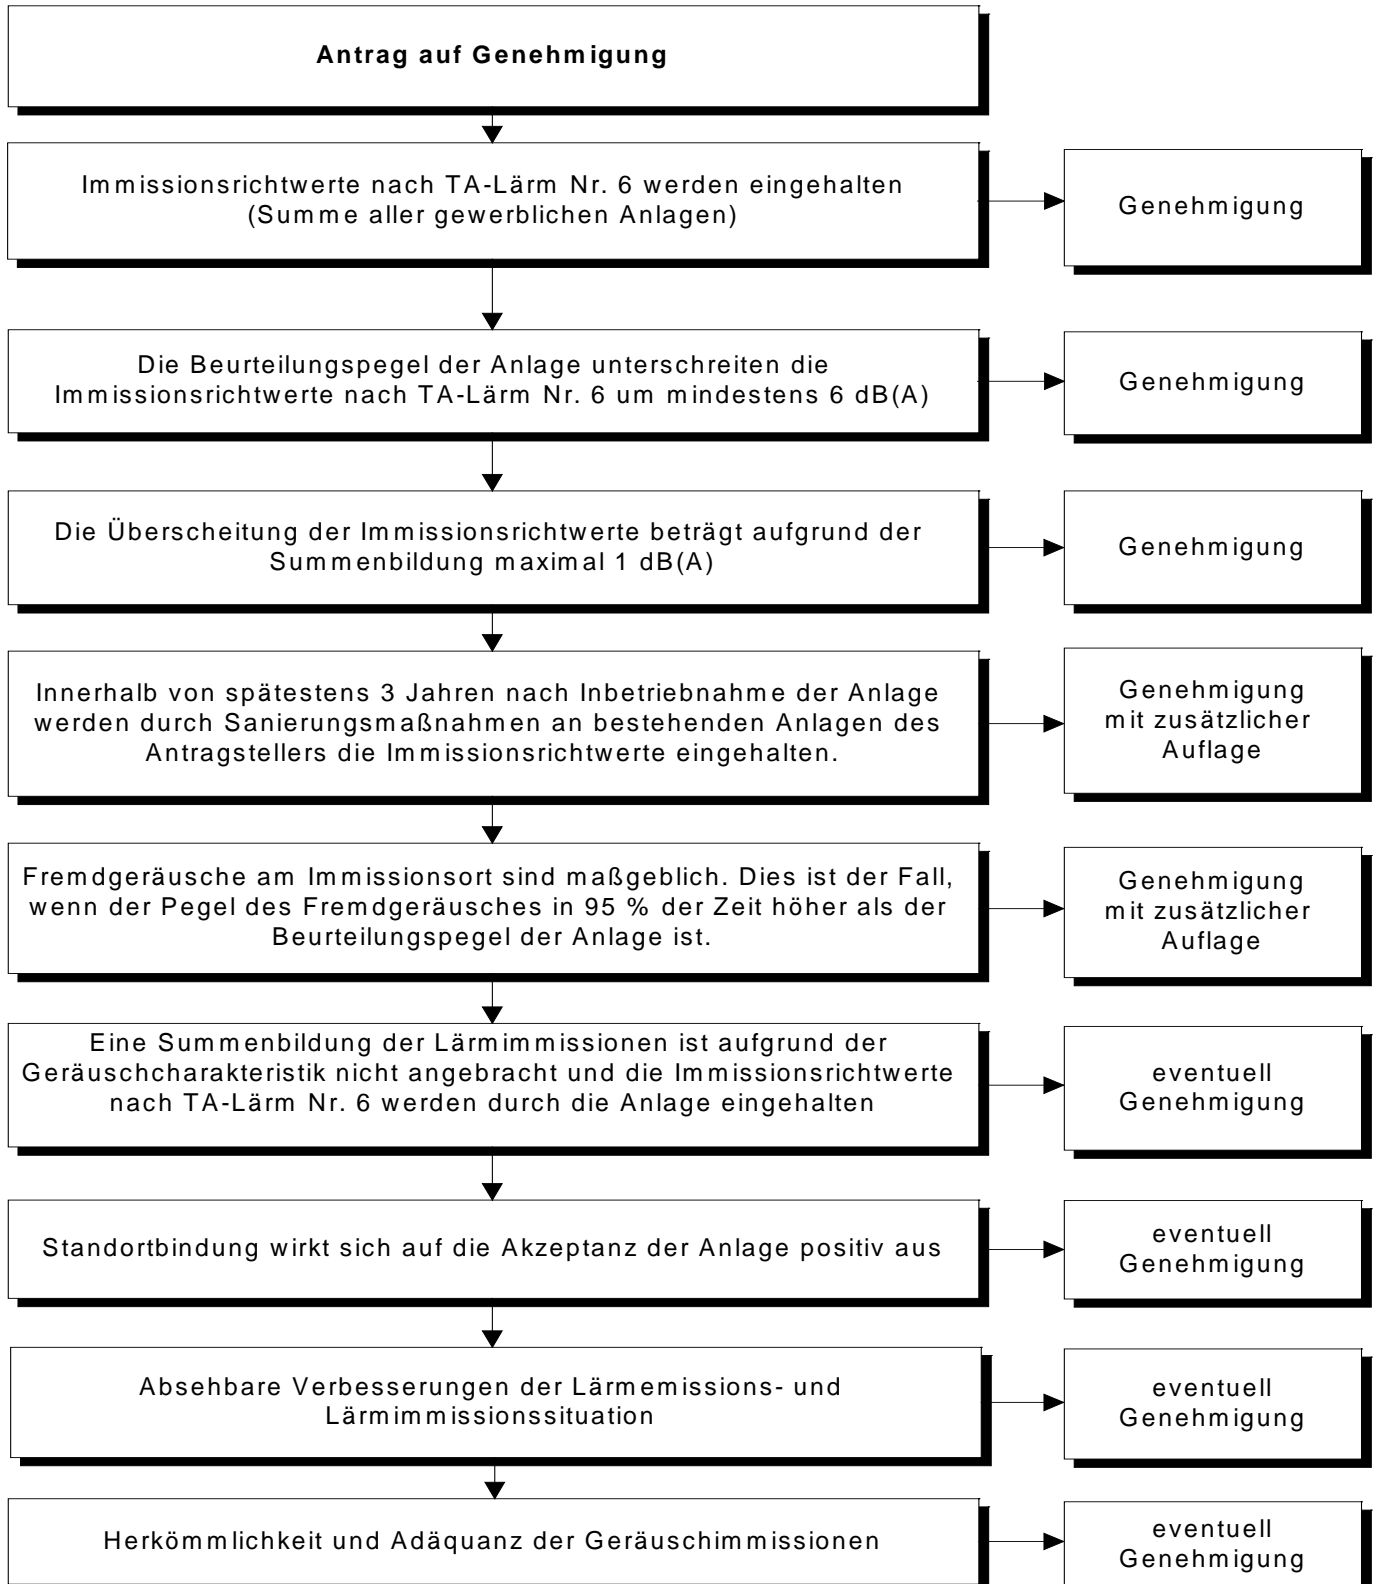 Antrag auf Genehmigung
Immissionsrichtwerte nach TA-Lärm Nr. 6 werden eingehalten
(Summe aller gewerblichen Anlagen)
Genehmigung
Die Beurteilungspegel der Anlage unterschreiten die
Immissionsrichtwerte nach TA-Lärm Nr. 6 um mindestens 6 dB(A)
Genehmigung
Die Überscheitung der Immissionsrichtwerte beträgt aufgrund der
Summenbildung maximal 1 dB(A)
Genehmigung
Innerhalb von spätestens 3 Jahren nach Inbetriebnahme der Anlage
werden durch Sanierungsmaßnahmen an bestehenden Anlagen des
Antragstellers die Immissionsrichtwerte eingehalten.
Genehmigung
mit zusätzlicher
Auflage
Fremdgeräusche am Immissionsort sind maßgeblich. Dies ist der Fall,
wenn der Pegel des Fremdgeräusches in 95 % der Zeit höher als der
Beurteilungspegel der Anlage ist.
Genehmigung
mit zusätzlicher
Auflage
Eine Summenbildung der Lärmimmissionen ist aufgrund der
Geräuschcharakteristik nicht angebracht und die Immissionsrichtwerte
nach TA-Lärm Nr. 6 werden durch die Anlage eingehalten
eventuell
Genehmigung
Standortbindung wirkt sich auf die Akzeptanz der Anlage positiv aus
eventuell
Genehmigung
Absehbare Verbesserungen der Lärmemissions- und
Lärmimmissionssituation
eventuell
Genehmigung
Herkömmlichkeit und Adäquanz der Geräuschimmissionen
eventuell
Genehmigung